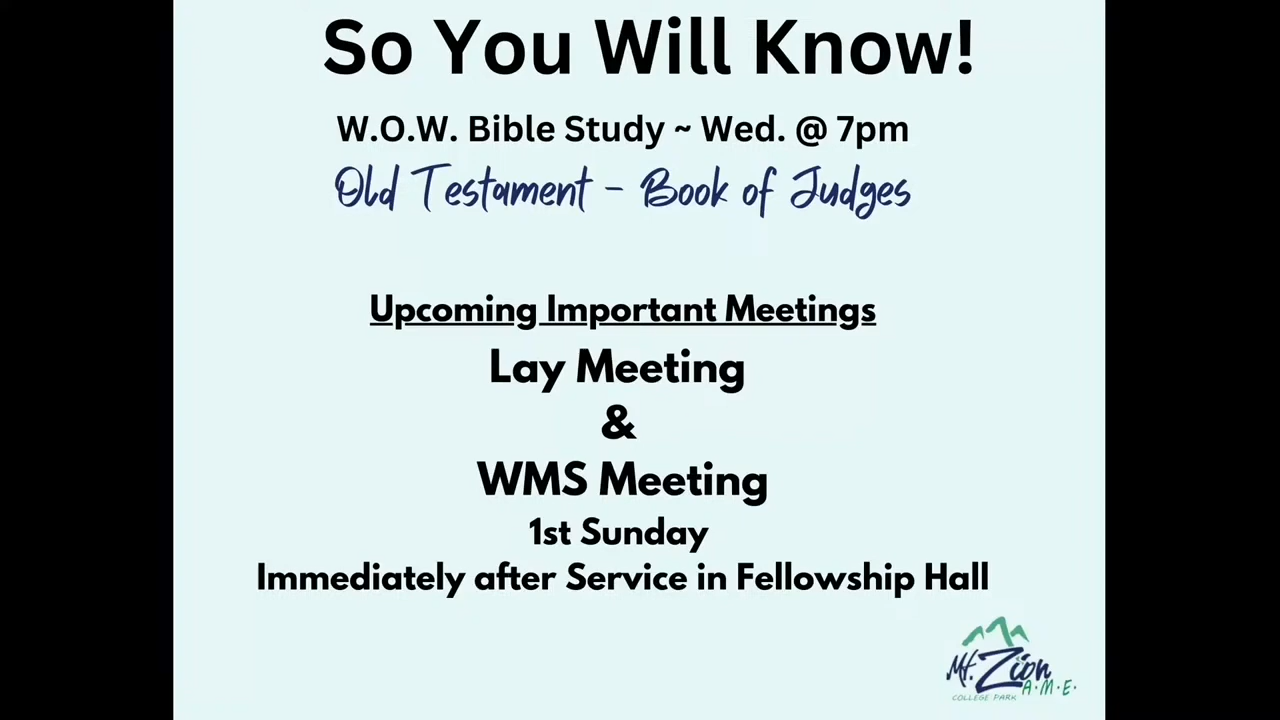 So You Will Know!
W.O.W. Bible Study ~ Wed. @ 7pm
Old Testament - Book of Judges
Upcoming Important Meetings
Lay Meeting
&
WMS Meeting
1st Sunday
Immediately after Service in Fellowship Hall
Mt. Zion
A.M.E.
COLLEGE PARK